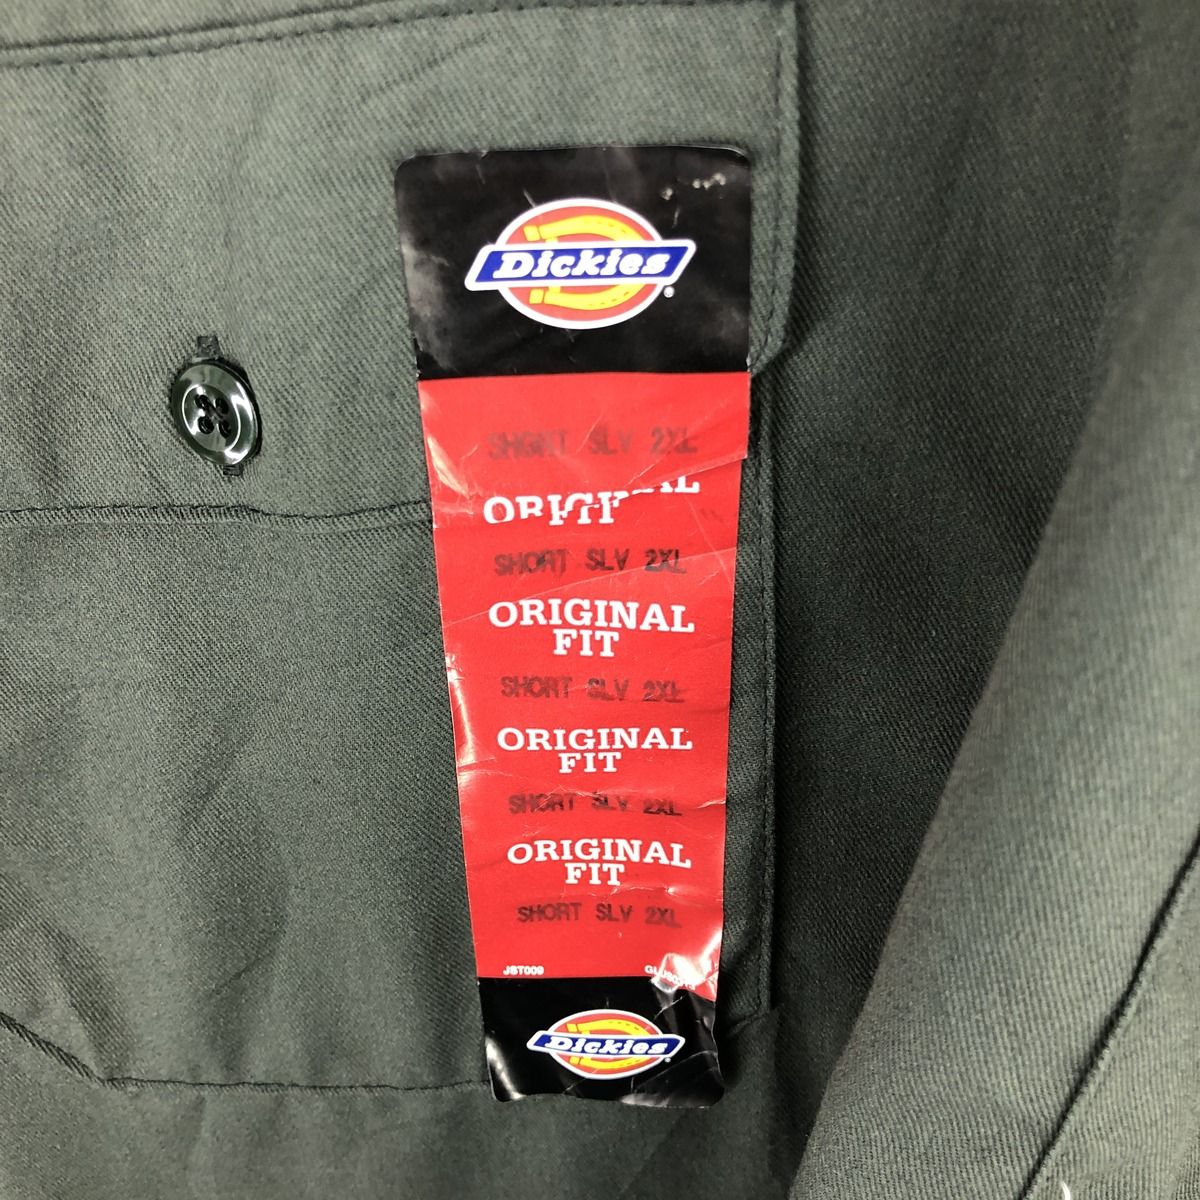 Dickies
®
SHORT SLV 2XL
ORIGINAL
FIT
SHORT SLV 2XL
ORIGINAL
FIT
SHORT SLV 2XL
ORIGINAL
FIT
SHORT SLV 2XL
ORIGINAL
FIT
SHORT SLV 2XL
JST009
Dickies